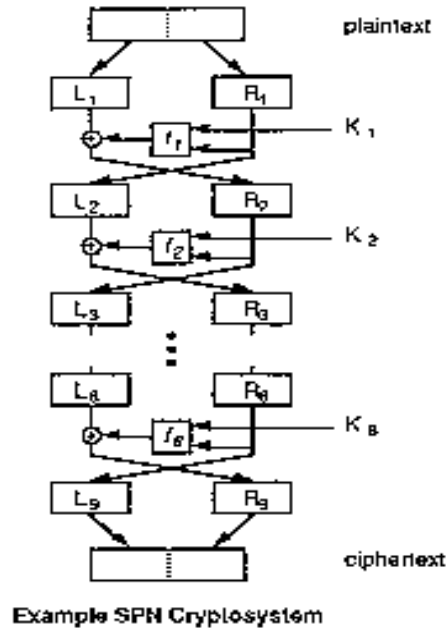 plaintext
L1 R1
f1 K1
L2 R2
f2 K2
L3 R3
L8 R8
f8 K8
L9 R9
ciphertext
Example SPN Cryptosystem